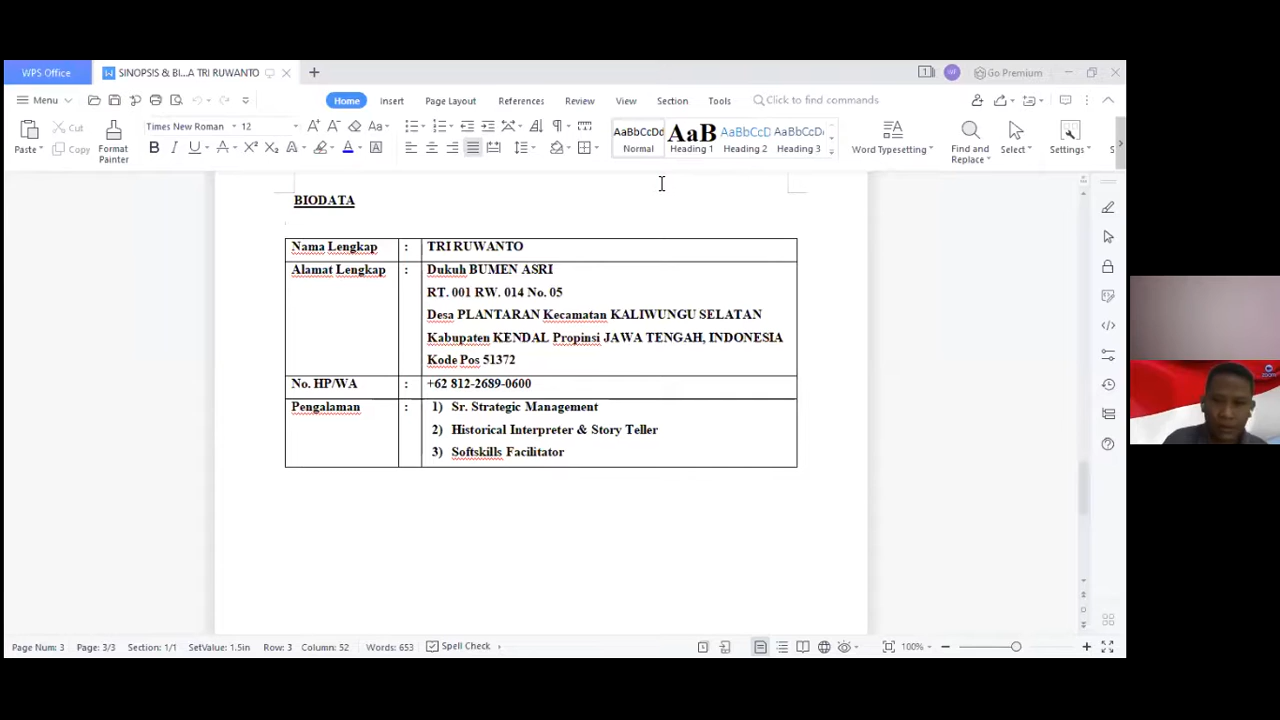 WPS Office
SINOPSIS & BI...A TRI RUWANTO
Go Premium
Menu
Home
Insert
Page Layout
References
Review
View
Section
Tools
Click to find commands
Paste
Cut
Copy
Format Painter
Times New Roman
12
AaBbCcDd
Normal
AaB
Heading 1
AaBbCcD
Heading 2
AaBbCcD
Heading 3
Word Typesetting
Find and Replace
Select
Settings
BIODATA
Nama Lengkap : TRI RUWANTO
Alamat Lengkap : Dukuh BUMEN ASRI
RT. 001 RW. 014 No. 05
Desa PLANTARAN Kecamatan KALIWUNGU SELATAN
Kabupaten KENDAL Propinsi JAWA TENGAH, INDONESIA
Kode Pos 51372
No. HP/WA : +62 812-2689-0600
Pengalaman : 1) Sr. Strategic Management
2) Historical Interpreter & Story Teller
3) Softskills Facilitator
Page Num: 3 Page: 3/3 Section: 1/1 SetValue: 1.5in Row: 3 Column: 52 Words: 653 Spell Check 100%
zoom